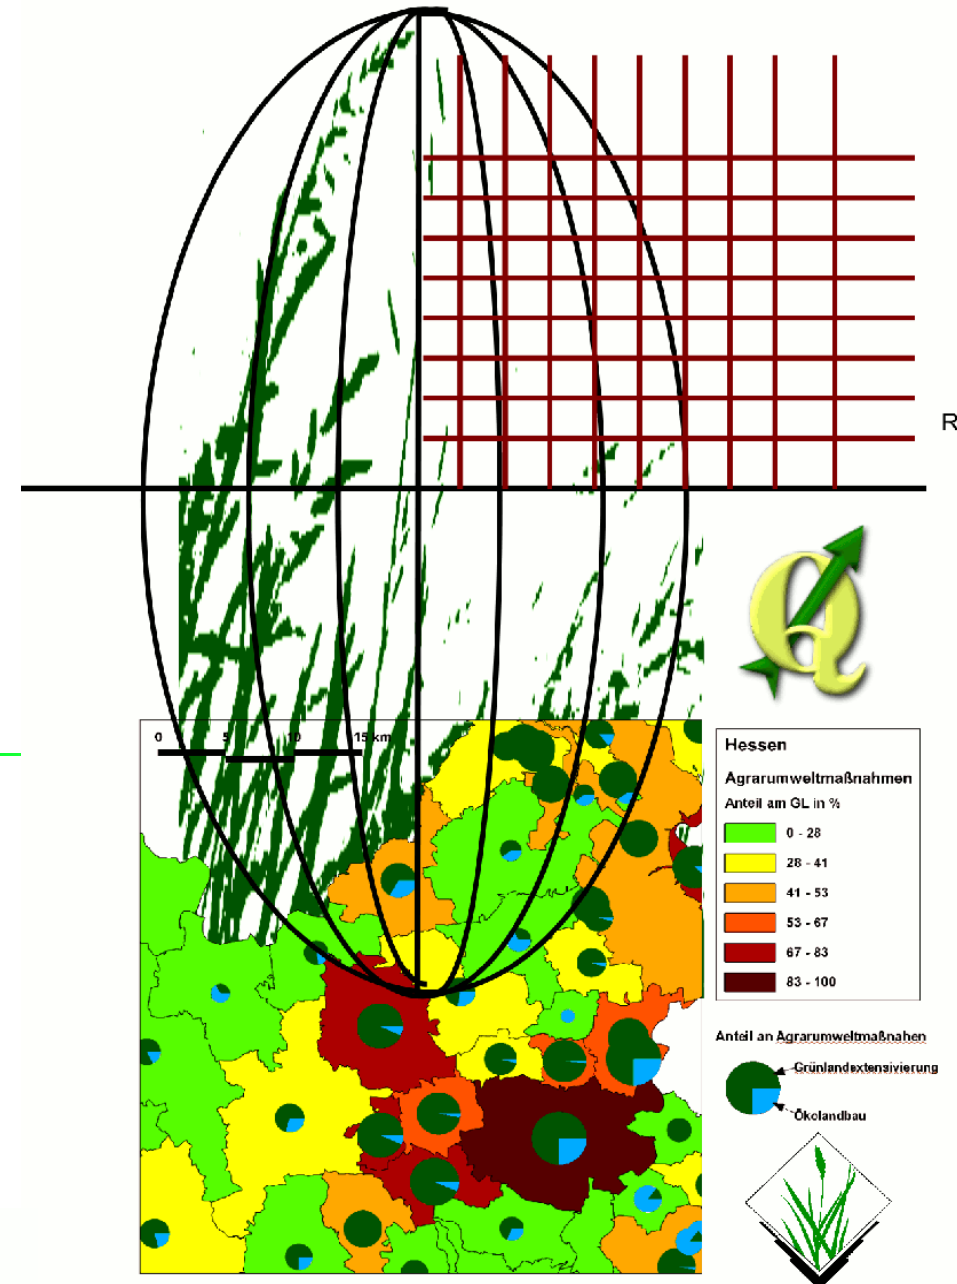 R
0 5 10 15 km
Hessen
Agrarumweltmaßnahmen
Anteil am GL in %
0 - 28
28 - 41
41 - 53
53 - 67
67 - 83
83 - 100
Anteil an Agrarumweltmaßnahen
Grünlandextensivierung
Ökolandbau